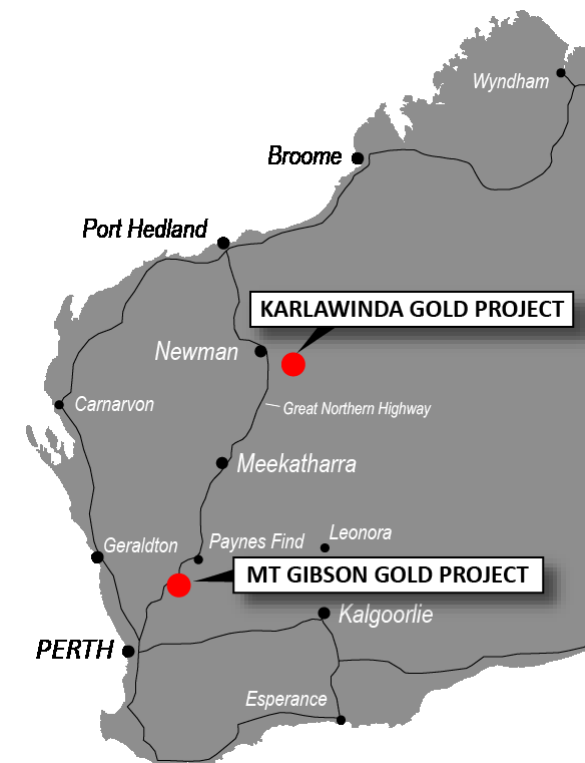 Wyndham
Broome
Port Hedland
KARLAWINDA GOLD PROJECT
Newman
Carnarvon
Great Northern Highway
Meekatharra
Leonora
Geraldton
Paynes Find
MT GIBSON GOLD PROJECT
Kalgoorlie
PERTH
Esperance